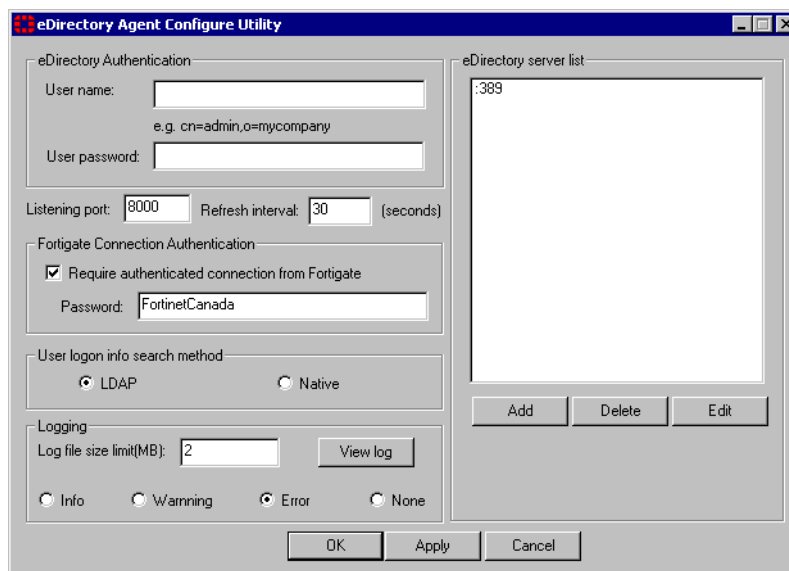 eDirectory Agent Configure Utility
eDirectory Authentication
User name:
e.g. cn=admin,o=mycompany
User password:
Listening port: 8000 Refresh interval: 30 (seconds)
Fortigate Connection Authentication
Require authenticated connection from Fortigate
Password: FortinetCanada
User logon info search method
LDAP Native
Logging
Log file size limit(MB): 2 View log
Info Warnning Error None
eDirectory server list
:389
Add Delete Edit
OK Apply Cancel